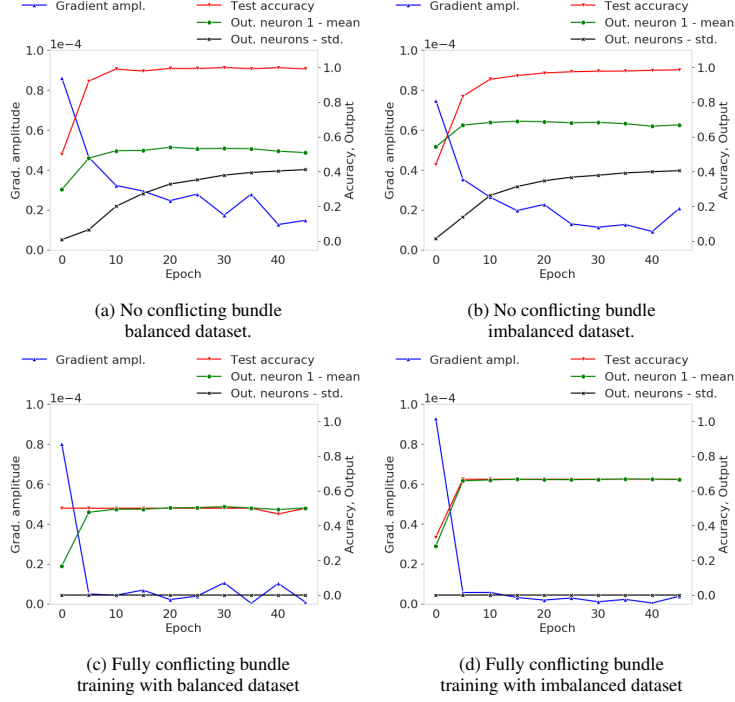 Gradient ampl. Test accuracy
Out. neuron 1 - mean
Out. neurons - std.
1e−4
1.0
0.8
0.6
0.4
0.2
0.0
Grad. amplitude
1.0
0.8
0.6
0.4
0.2
0.0
Acuracy, Output
0 10 20 30 40
Epoch
(a) No conflicting bundle
balanced dataset.
Gradient ampl. Test accuracy
Out. neuron 1 - mean
Out. neurons - std.
1e−4
1.0
0.8
0.6
0.4
0.2
0.0
Grad. amplitude
1.0
0.8
0.6
0.4
0.2
0.0
Acuracy, Output
0 10 20 30 40
Epoch
(b) No conflicting bundle
imbalanced dataset.
Gradient ampl. Test accuracy
Out. neuron 1 - mean
Out. neurons - std.
1e−4
1.0
0.8
0.6
0.4
0.2
0.0
Grad. amplitude
1.0
0.8
0.6
0.4
0.2
0.0
Acuracy, Output
0 10 20 30 40
Epoch
(c) Fully conflicting bundle
training with balanced dataset
Gradient ampl. Test accuracy
Out. neuron 1 - mean
Out. neurons - std.
1e−4
1.0
0.8
0.6
0.4
0.2
0.0
Grad. amplitude
1.0
0.8
0.6
0.4
0.2
0.0
Acuracy, Output
0 10 20 30 40
Epoch
(d) Fully conflicting bundle
training with imbalanced dataset